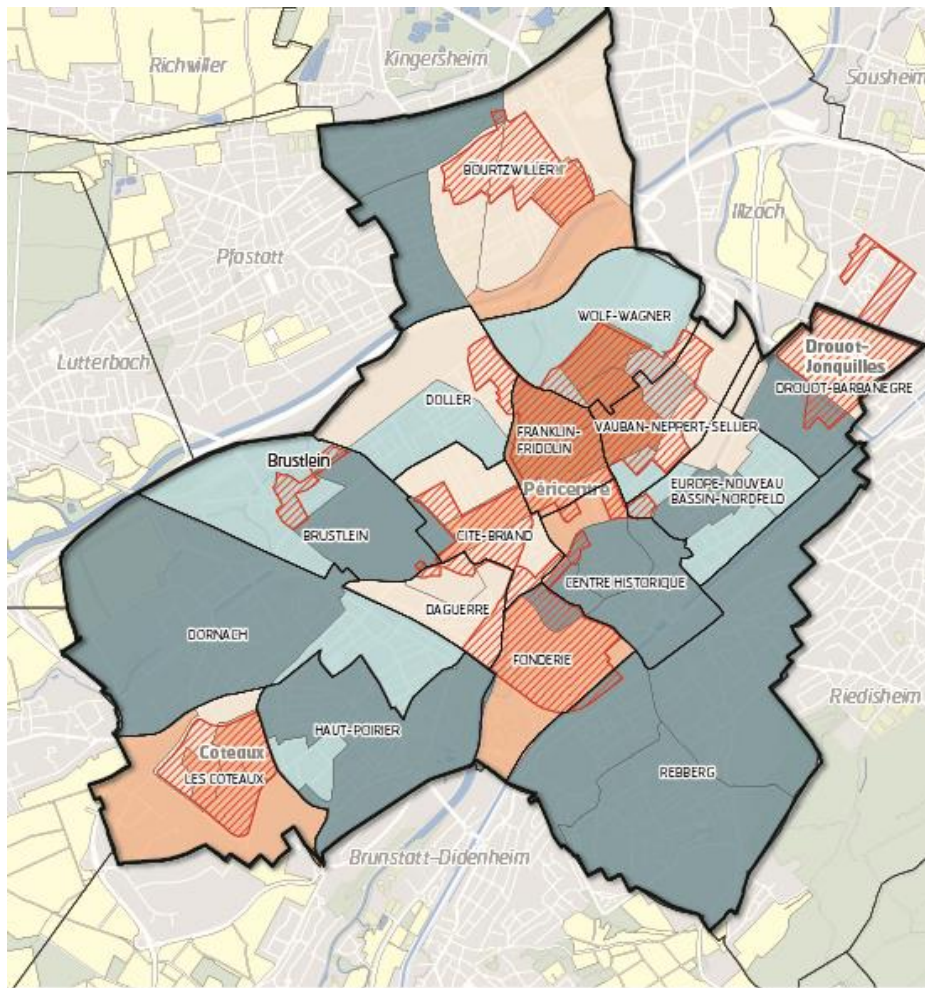 Kingersheim
Richwiller
Sausheim
BOURTZWILLER
Illzach
Pfastatt
WOLF-WAGNER
Drouot-
Jonquilles
Lutterbach
DROUOT-BARBANEGRE
DOLLER
FRANKLIN-
FRIDOLIN
VAUBAN-NEPPERT-SELLIER
Brustlein
Péricentre
EUROPE-NOUVEAU
BASSIN-NORDFELD
BRUSTLEIN
CITE-BRIAND
CENTRE HISTORIQUE
DAGUERRE
DORNACH
FONDERIE
Riedisheim
HAUT-POIRIER
Coteaux
LES COTEAUX
REBBERG
Brunstatt-Didenheim